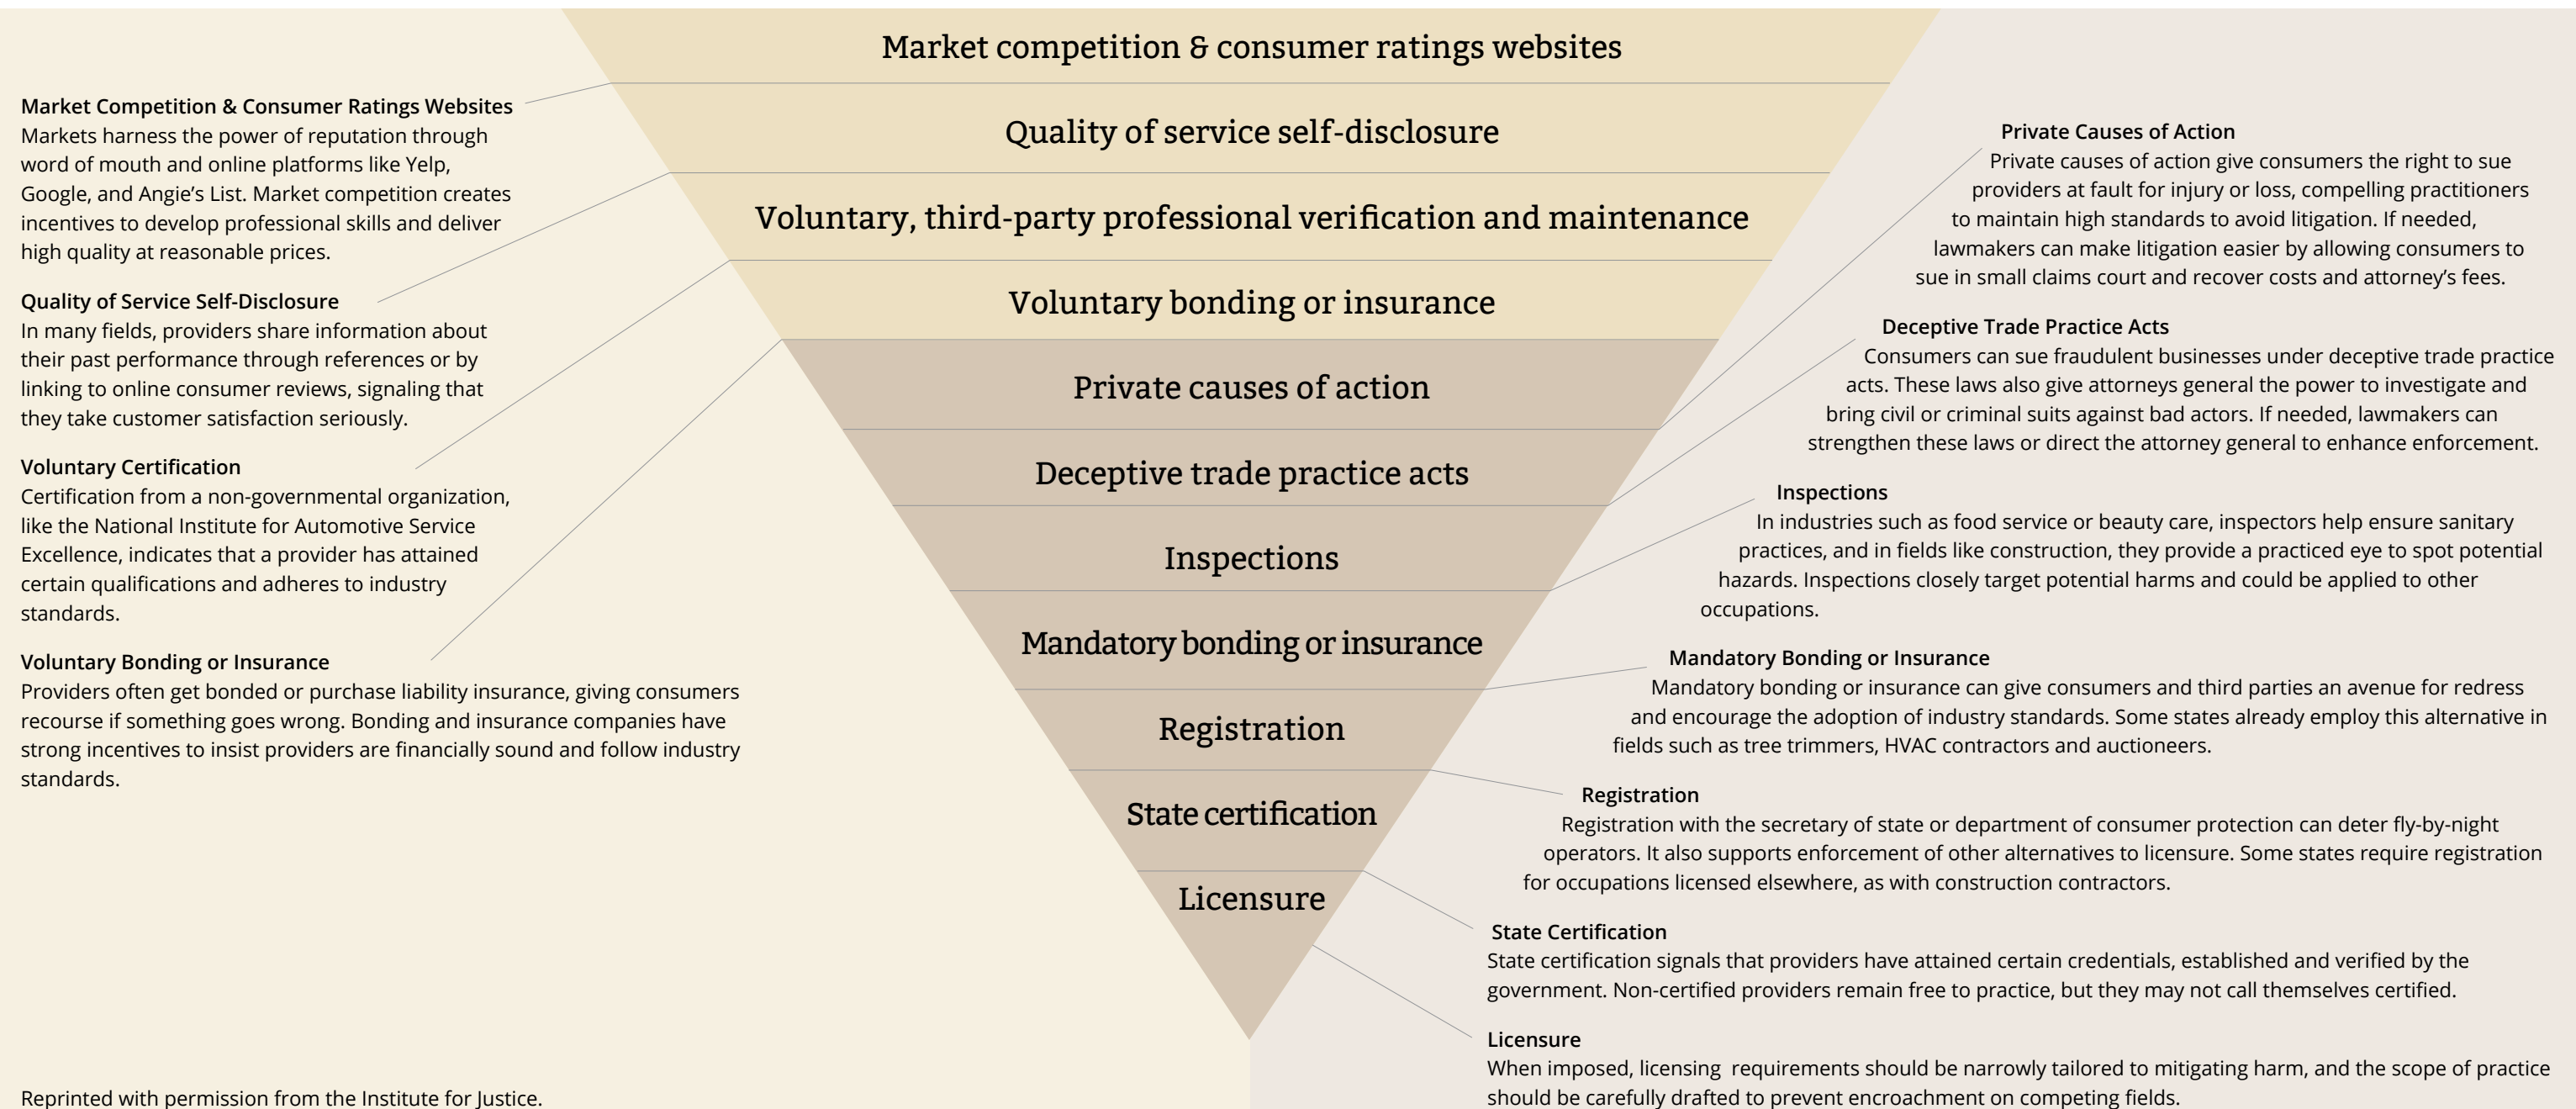 Market competition & consumer ratings websites
Quality of service self-disclosure
Voluntary, third-party professional verification and maintenance
Voluntary bonding or insurance
Private causes of action
Deceptive trade practice acts
Inspections
Mandatory bonding or insurance
Registration
State certification
Licensure
Market Competition & Consumer Ratings Websites
Markets harness the power of reputation through
word of mouth and online platforms like Yelp,
Google, and Angie’s List. Market competition creates
incentives to develop professional skills and deliver
high quality at reasonable prices.
Quality of Service Self-Disclosure
In many fields, providers share information about
their past performance through references or by
linking to online consumer reviews, signaling that
they take customer satisfaction seriously.
Voluntary Certification
Certification from a non-governmental organization,
like the National Institute for Automotive Service
Excellence, indicates that a provider has attained
certain qualifications and adheres to industry
standards.
Voluntary Bonding or Insurance
Providers often get bonded or purchase liability insurance, giving consumers
recourse if something goes wrong. Bonding and insurance companies have
strong incentives to insist providers are financially sound and follow industry
standards.
Reprinted with permission from the Institute for Justice.
Private Causes of Action
Private causes of action give consumers the right to sue
providers at fault for injury or loss, compelling practitioners
to maintain high standards to avoid litigation. If needed,
lawmakers can make litigation easier by allowing consumers to
sue in small claims court and recover costs and attorney’s fees.
Deceptive Trade Practice Acts
Consumers can sue fraudulent businesses under deceptive trade practice
acts. These laws also give attorneys general the power to investigate and
bring civil or criminal suits against bad actors. If needed, lawmakers can
strengthen these laws or direct the attorney general to enhance enforcement.
Inspections
In industries such as food service or beauty care, inspectors help ensure sanitary
practices, and in fields like construction, they provide a practiced eye to spot potential
hazards. Inspections closely target potential harms and could be applied to other
occupations.
Mandatory Bonding or Insurance
Mandatory bonding or insurance can give consumers and third parties an avenue for redress
and encourage the adoption of industry standards. Some states already employ this alternative in
fields such as tree trimmers, HVAC contractors and auctioneers.
Registration
Registration with the secretary of state or department of consumer protection can deter fly-by-night
operators. It also supports enforcement of other alternatives to licensure. Some states require registration
for occupations licensed elsewhere, as with construction contractors.
State Certification
State certification signals that providers have attained certain credentials, established and verified by the
government. Non-certified providers remain free to practice, but they may not call themselves certified.
Licensure
When imposed, licensing requirements should be narrowly tailored to mitigating harm, and the scope of practice
should be carefully drafted to prevent encroachment on competing fields.